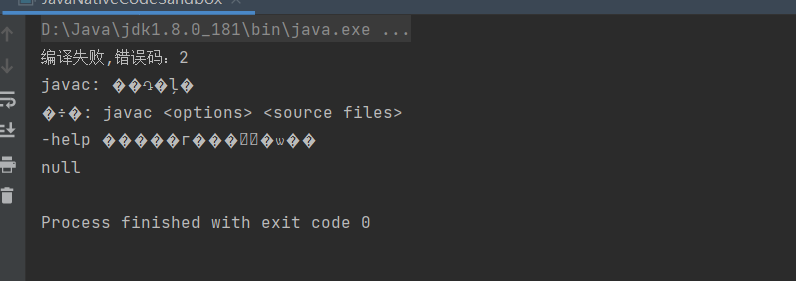 JavaNativeCodeSandbox
D:\Java\jdk1.8.0_181\bin\java.exe ...
编译失败,错误码：2
javac: ��Ч�ļ�
�÷�: javac <options> <source files>
-help �����г���
null
Process finished with exit code 0